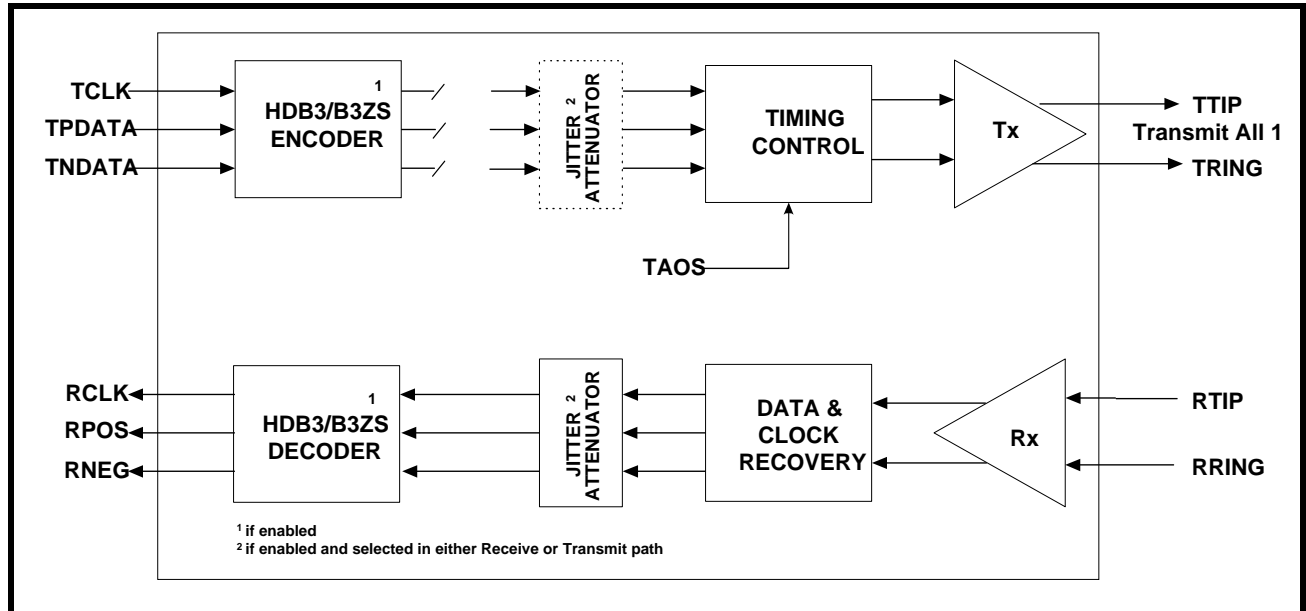 TCLK
TPDATA
TNDATA
1
HDB3/B3ZS
ENCODER
JITTER 2
ATTENUATOR
TIMING
CONTROL
Tx
TTIP
Transmit All 1
TRING
TAOS
RCLK
RPOS
RNEG
1
HDB3/B3ZS
DECODER
JITTER 2
ATTENUATOR
DATA &
CLOCK
RECOVERY
Rx
RTIP
RRING
1 if enabled
2 if enabled and selected in either Receive or Transmit path